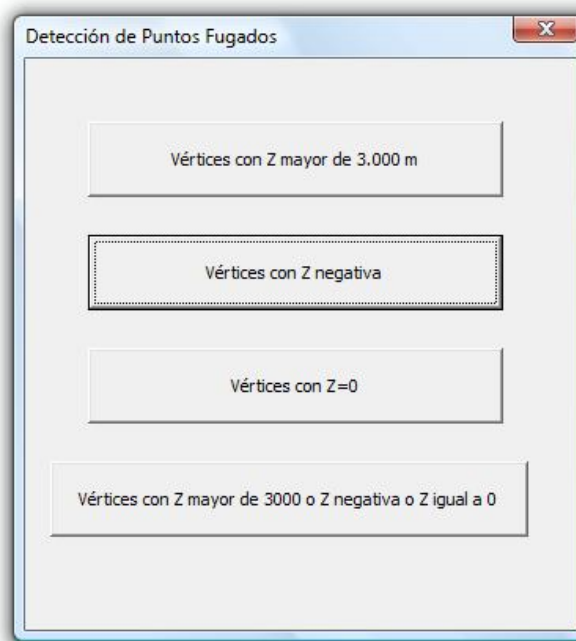 Detección de Puntos Fugados
Vértices con Z mayor de 3.000 m
Vértices con Z negativa
Vértices con Z=0
Vértices con Z mayor de 3000 o Z negativa o Z igual a 0